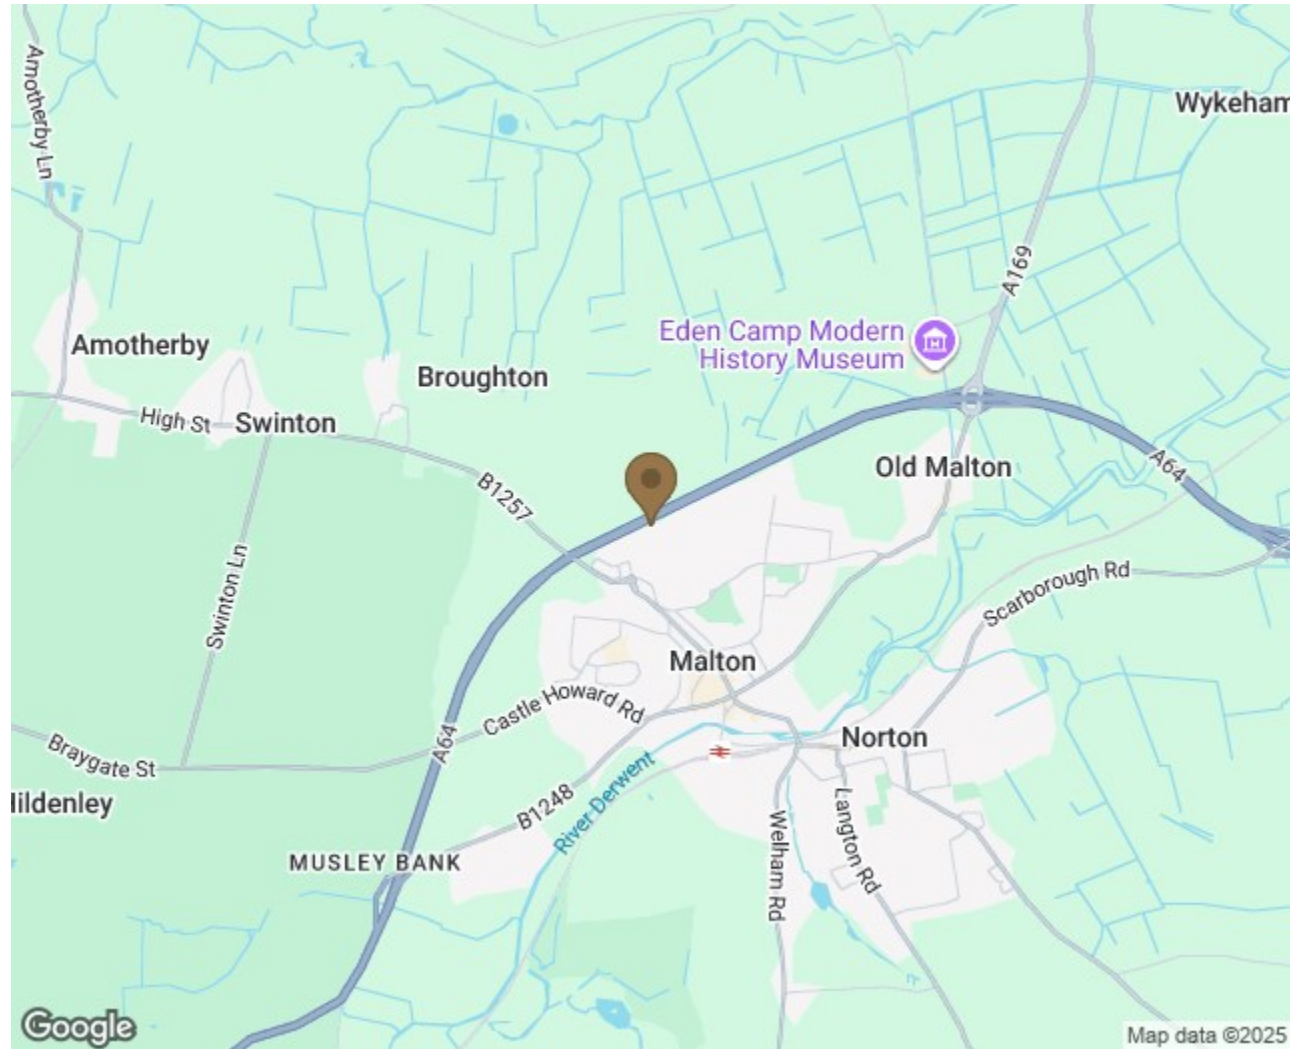 Amotherby Ln
Wykeham
A169
Eden Camp Modern
History Museum
Amotherby
Broughton
High St
Swinton
B1257
Old Malton
A64
Swinton Ln
Scarborough Rd
Malton
Castle Howard Rd
A64
Norton
Braygate St
Hildenley
River Derwent
B1248
Langton Rd
Welham Rd
MUSLEY BANK
Google
Map data ©2025